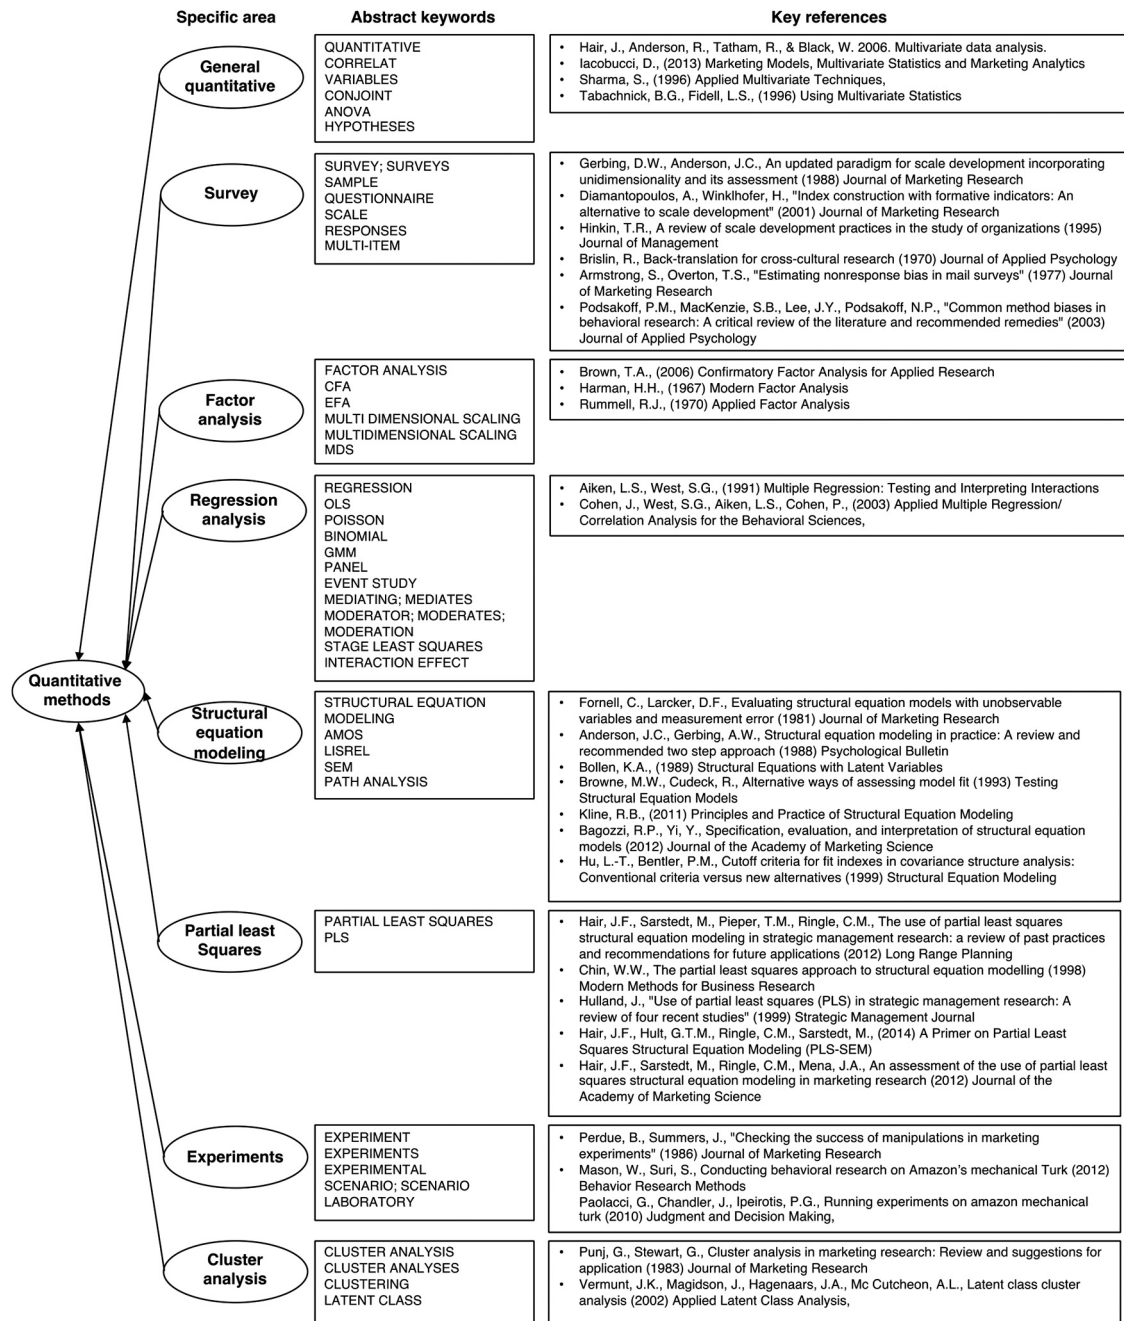 Specific area
Abstract keywords
Key references
General
quantitative
QUANTITATIVE
CORRELAT
VARIABLES
CONJOINT
ANOVA
HYPOTHESES
• Hair, J., Anderson, R., Tatham, R., & Black, W. 2006. Multivariate data analysis.
• Iacobucci, D., (2013) Marketing Models, Multivariate Statistics and Marketing Analytics
• Sharma, S., (1996) Applied Multivariate Techniques,
• Tabachnick, B.G., Fidell, L.S., (1996) Using Multivariate Statistics
Survey
SURVEY; SURVEYS
SAMPLE
QUESTIONNAIRE
SCALE
RESPONSES
MULTI-ITEM
• Gerbing, D.W., Anderson, J.C., An updated paradigm for scale development incorporating
unidimensionality and its assessment (1988) Journal of Marketing Research
• Diamantopoulos, A., Winklhofer, H., "Index construction with formative indicators: An
alternative to scale development" (2001) Journal of Marketing Research
• Hinkin, T.R., A review of scale development practices in the study of organizations (1995)
Journal of Management
• Brislin, R., Back-translation for cross-cultural research (1970) Journal of Applied Psychology
• Armstrong, S., Overton, T.S., "Estimating nonresponse bias in mail surveys" (1977) Journal
of Marketing Research
• Podsakoff, P.M., MacKenzie, S.B., Lee, J.Y., Podsakoff, N.P., "Common method biases in
behavioral research: A critical review of the literature and recommended remedies" (2003)
Journal of Applied Psychology
Factor
analysis
FACTOR ANALYSIS
CFA
EFA
MULTI DIMENSIONAL SCALING
MULTIDIMENSIONAL SCALING
MDS
• Brown, T.A., (2006) Confirmatory Factor Analysis for Applied Research
• Harman, H.H., (1967) Modern Factor Analysis
• Rummell, R.J., (1970) Applied Factor Analysis
Regression
analysis
REGRESSION
OLS
POISSON
BINOMIAL
GMM
PANEL
EVENT STUDY
MEDIATING; MEDIATES
MODERATOR; MODERATES;
MODERATION
STAGE LEAST SQUARES
INTERACTION EFFECT
• Aiken, L.S., West, S.G., (1991) Multiple Regression: Testing and Interpreting Interactions
• Cohen, J., West, S.G., Aiken, L.S., Cohen, P., (2003) Applied Multiple Regression/
Correlation Analysis for the Behavioral Sciences,
Quantitative
methods
Structural
equation
modeling
STRUCTURAL EQUATION
MODELING
AMOS
LISREL
SEM
PATH ANALYSIS
• Fornell, C., Larcker, D.F., Evaluating structural equation models with unobservable
variables and measurement error (1981) Journal of Marketing Research
• Anderson, J.C., Gerbing, A.W., Structural equation modeling in practice: A review and
recommended two step approach (1988) Psychological Bulletin
• Bollen, K.A., (1989) Structural Equations with Latent Variables
• Browne, M.W., Cudeck, R., Alternative ways of assessing model fit (1993) Testing
Structural Equation Models
• Kline, R.B., (2011) Principles and Practice of Structural Equation Modeling
• Bagozzi, R.P., Yi, Y., Specification, evaluation, and interpretation of structural equation
models (2012) Journal of the Academy of Marketing Science
• Hu, L.-T., Bentler, P.M., Cutoff criteria for fit indexes in covariance structure analysis:
Conventional criteria versus new alternatives (1999) Structural Equation Modeling
Partial least
Squares
PARTIAL LEAST SQUARES
PLS
• Hair, J.F., Sarstedt, M., Pieper, T.M., Ringle, C.M., The use of partial least squares
structural equation modeling in strategic management research: a review of past practices
and recommendations for future applications (2012) Long Range Planning
• Chin, W.W., The partial least squares approach to structural equation modelling (1998)
Modern Methods for Business Research
• Hulland, J., "Use of partial least squares (PLS) in strategic management research: A
review of four recent studies" (1999) Strategic Management Journal
• Hair, J.F., Hult, G.T.M., Ringle, C.M., Sarstedt, M., (2014) A Primer on Partial Least
Squares Structural Equation Modeling (PLS-SEM)
• Hair, J.F., Sarstedt, M., Ringle, C.M., Mena, J.A., An assessment of the use of partial least
squares structural equation modeling in marketing research (2012) Journal of the
Academy of Marketing Science
Experiments
EXPERIMENT
EXPERIMENTS
EXPERIMENTAL
SCENARIO; SCENARIO
LABORATORY
• Perdue, B., Summers, J., "Checking the success of manipulations in marketing
experiments" (1986) Journal of Marketing Research
• Mason, W., Suri, S., Conducting behavioral research on Amazon's mechanical Turk (2012)
Behavior Research Methods
Paolacci, G., Chandler, J., Ipeirotis, P.G., Running experiments on amazon mechanical
turk (2010) Judgment and Decision Making,
Cluster
analysis
CLUSTER ANALYSIS
CLUSTER ANALYSES
CLUSTERING
LATENT CLASS
• Punj, G., Stewart, G., Cluster analysis in marketing research: Review and suggestions for
application (1983) Journal of Marketing Research
• Vermunt, J.K., Magidson, J., Hagenaars, J.A., Mc Cutcheon, A.L., Latent class cluster
analysis (2002) Applied Latent Class Analysis,